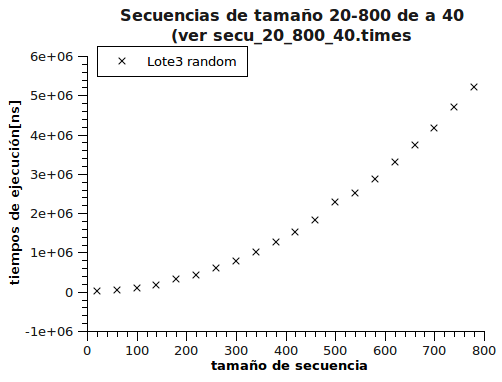 Secuencias de tamaño 20-800 de a 40
(ver secu_20_800_40.times
Lote3 random
6e+06
5e+06
4e+06
3e+06
2e+06
1e+06
0
-1e+06
tiempos de ejecución[ns]
0 100 200 300 400 500 600 700 800
tamaño de secuencia